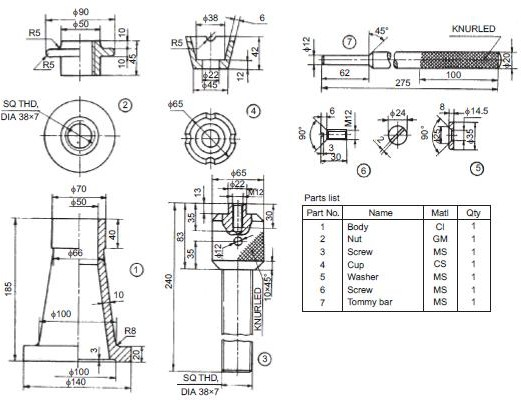 φ90
φ50
R5
R5
10
10
45
φ38
6
R5
42
12
φ22
φ45
φ12
7
45°
KNURLED
φ20
62
100
275
SQ THD,
DIA 38×7
2
φ65
4
6
M12
90°
3
30
6
φ24
2
8
φ14.5
90°
φ25
φ35
5
φ70
φ50
40
φ66
1
185
10
φ100
R8
3
20
φ100
φ140
φ65
φ22
M12
13
35
30
83
35
φ12
240
KNURLED
10×45°
3
SQ THD,
DIA 38×7
Parts list
Part No. Name Matl Qty
1 Body CI 1
2 Nut GM 1
3 Screw MS 1
4 Cup CS 1
5 Washer MS 1
6 Screw MS 1
7 Tommy bar MS 1